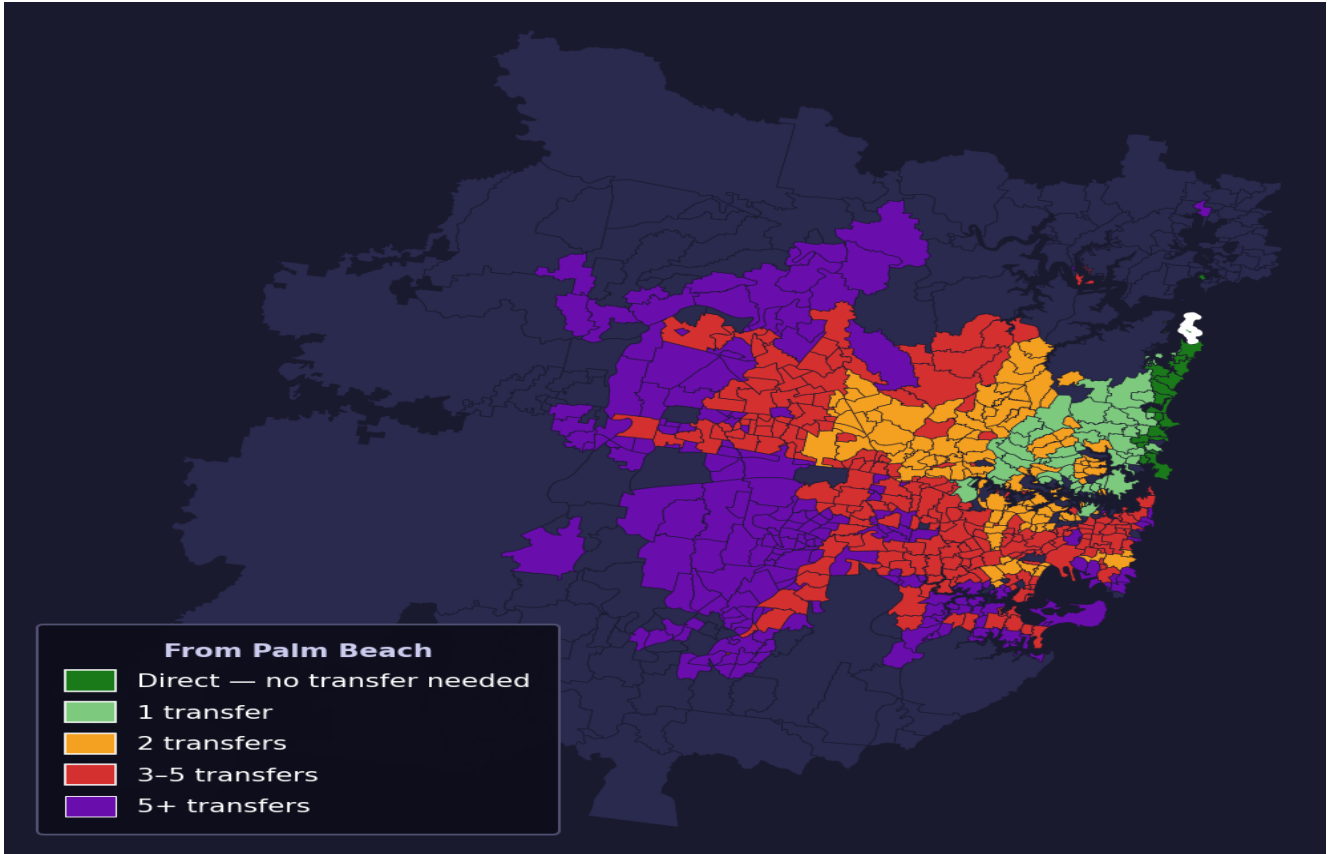 From Palm Beach
Direct — no transfer needed
1 transfer
2 transfers
3–5 transfers
5+ transfers